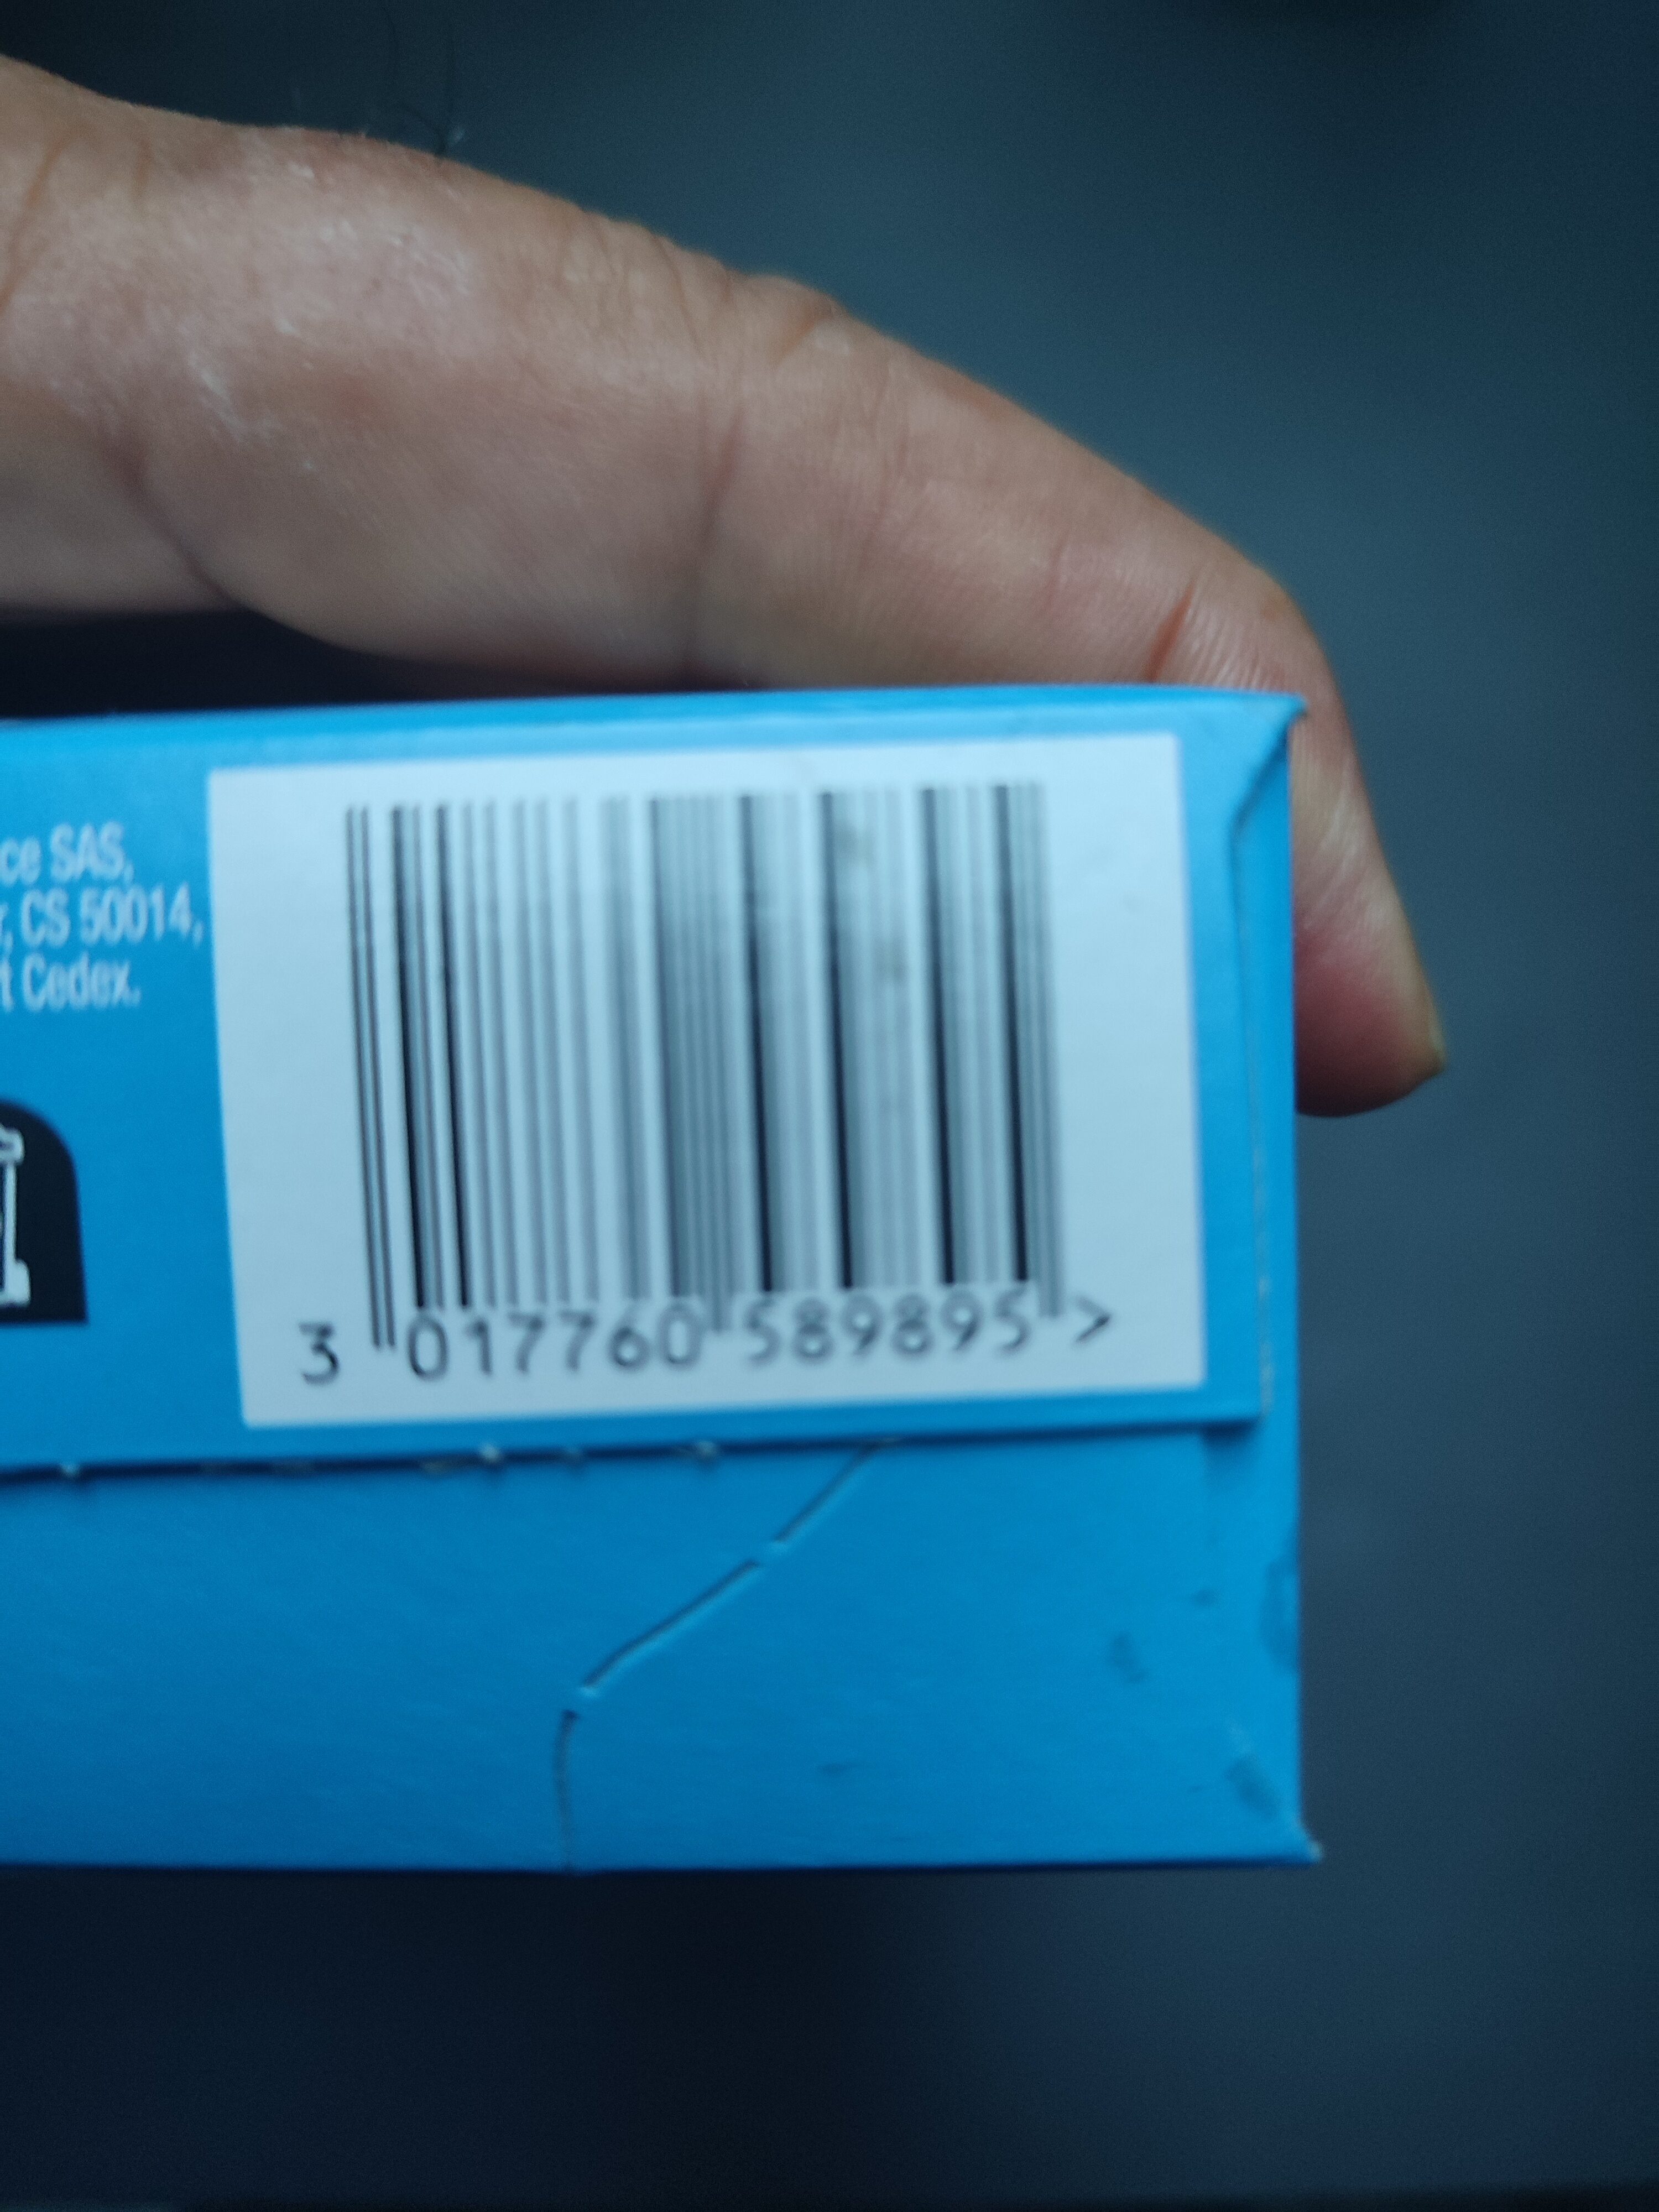 ce SAS,
, CS 50014,
t Cedex.
3 017760 589895 >